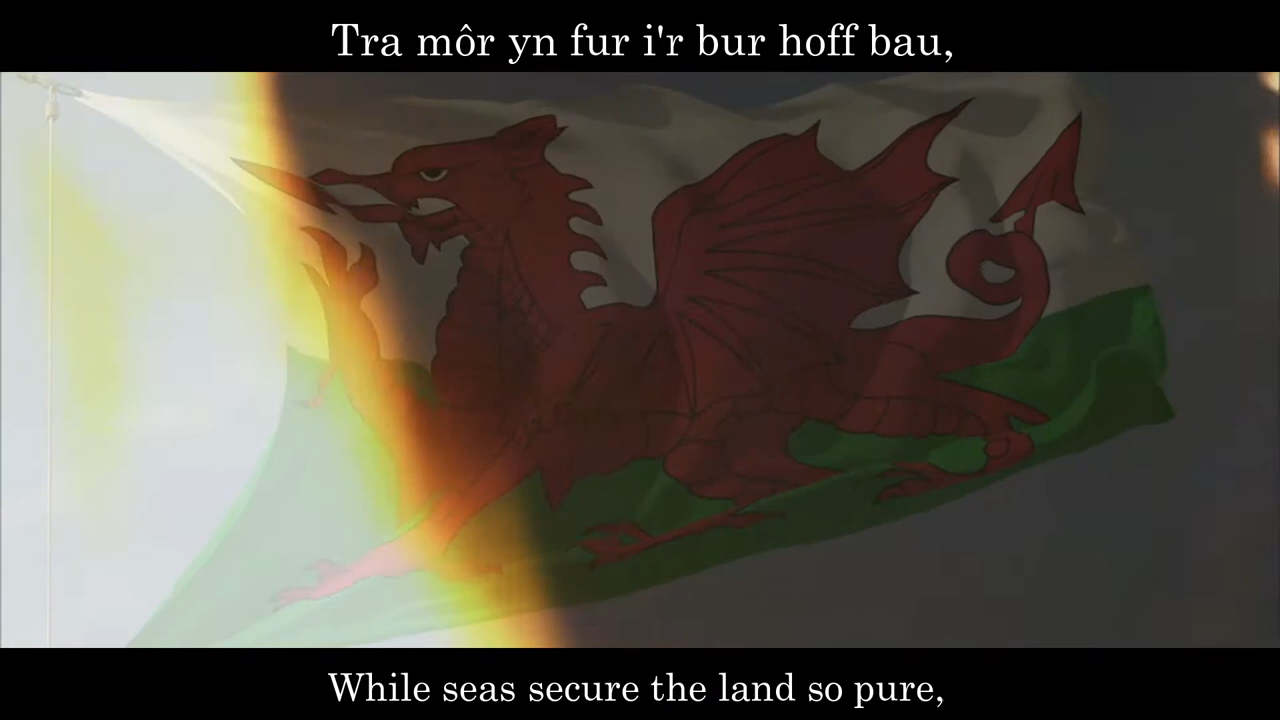 Tra môr yn fur i'r bur hoff bau,
While seas secure the land so pure,